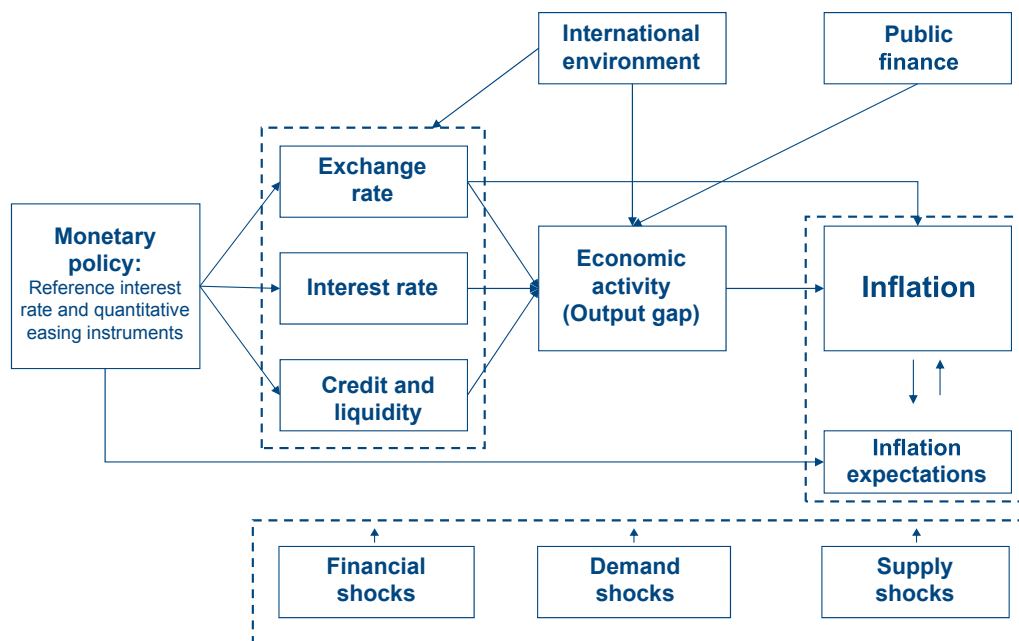 International
environment
Public
finance
Exchange
rate
Monetary
policy:
Reference interest
rate and quantitative
easing instruments
Interest rate
Economic
activity
(Output gap)
Inflation
Credit and
liquidity
Inflation
expectations
Financial
shocks
Demand
shocks
Supply
shocks